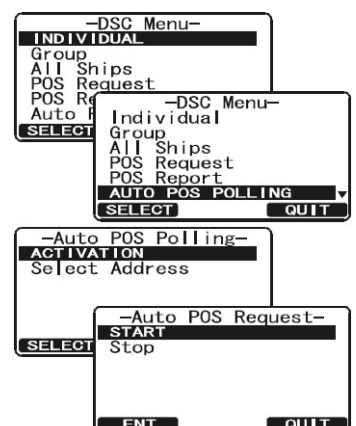 —DSC Menu—
INDIVIDUAL
Group
All Ships
POS Request
POS
Auto
SELECT
—DSC Menu—
Individual
Group
All Ships
POS Request
POS Report
AUTO POS POLLING
SELECT QUIT
—Auto POS Polling—
ACTIVATION
Select Address
SELECT
—Auto POS Request—
START
Stop
ENT QUIT